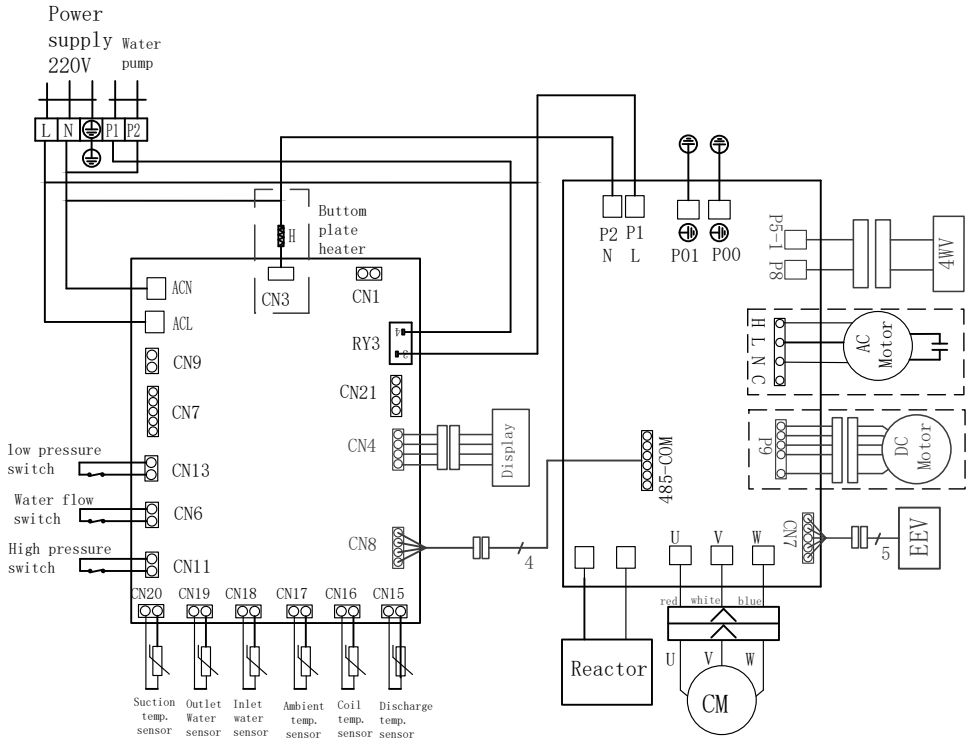 Power
supply
220V
Water
pump
L
N
P1
P2
Buttom
plate
heater
H
CN3
CN1
ACN
ACL
RY3
4
3
CN9
CN7
CN21
CN4
Display
low pressure
switch
CN13
Water flow
switch
CN6
High pressure
switch
CN11
CN8
4
CN20
CN19
CN18
CN17
CN16
CN15
Suction
temp.
sensor
Outlet
Water
sensor
Inlet
water
sensor
Ambient
temp.
sensor
Coil
temp.
sensor
Discharge
temp.
sensor
P2
N
P1
L
P01
P00
P5-1
P8
4WV
H
L
N
C
AC
Motor
P9
DC
Motor
485-COM
CN7
5
EEV
U
V
W
red
white
blue
U
V
W
Reactor
CM